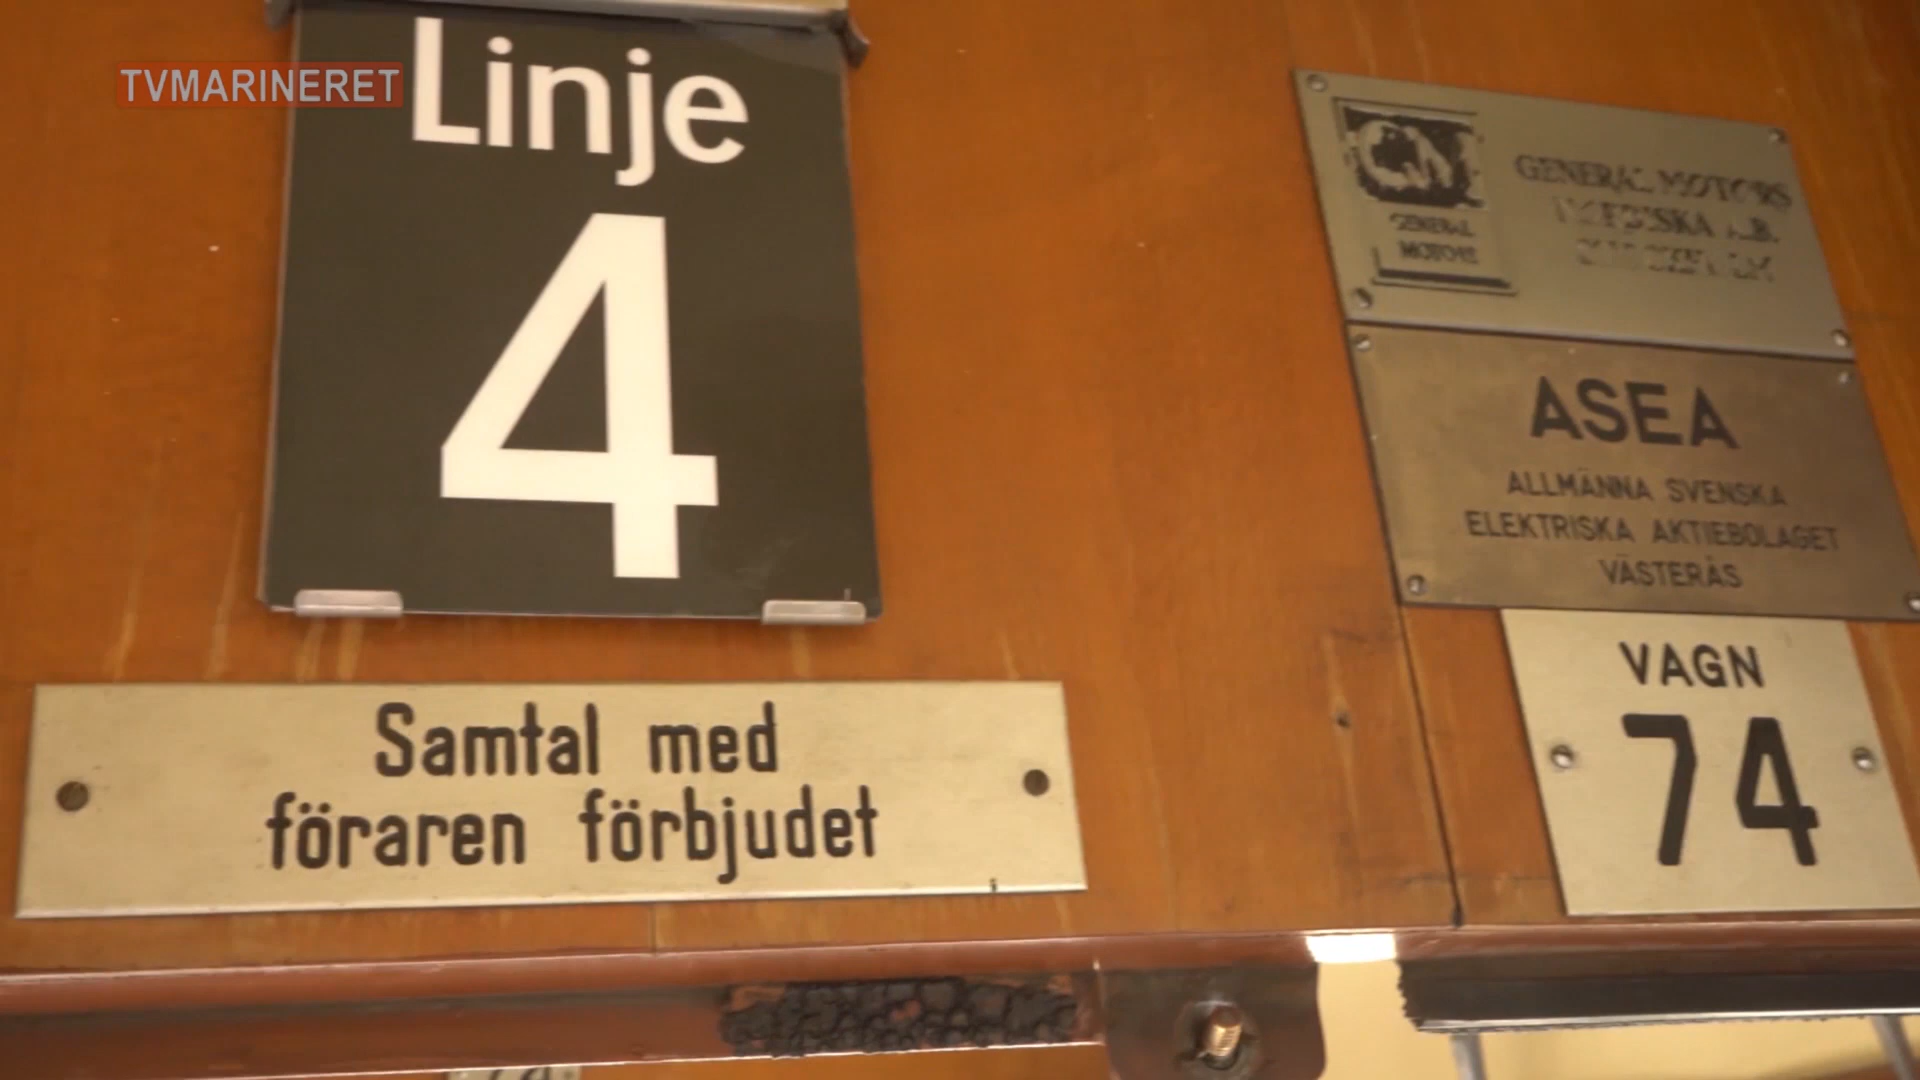 TVMARINERET
Linje
4
Samtal med
föraren förbjudet
GENERAL
MOTORS
GENERAL MOTORS
NORDISKA A.B.
ASEA
ALLMÄNNA SVENSKA
ELEKTRISKA AKTIEBOLAGET
VÄSTERÅS
VAGN
74